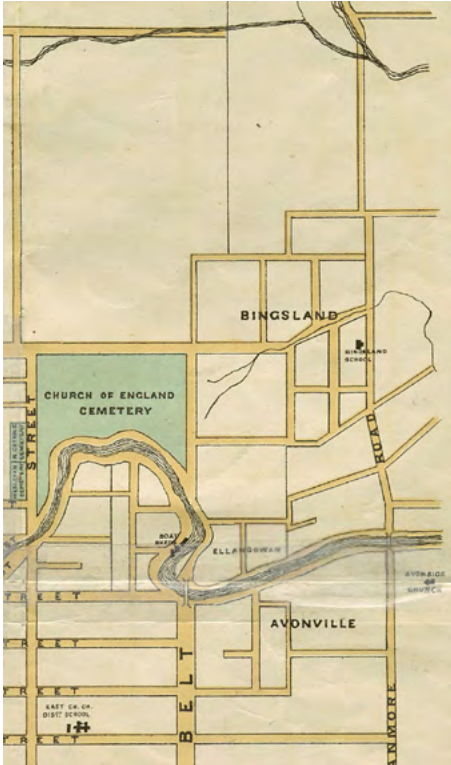 BINGSLAND
BINGSLAND
SCHOOL
CHURCH OF ENGLAND
CEMETERY
STREET
ROAD
BOAT
SHEDS
ELLANGOWAN
AVONSIDE
CHURCH
STREET
AVONVILLE
STREET
STREET
EAST CH. CH.
DIST SCHOOL
STREET
BELT
ANMORE